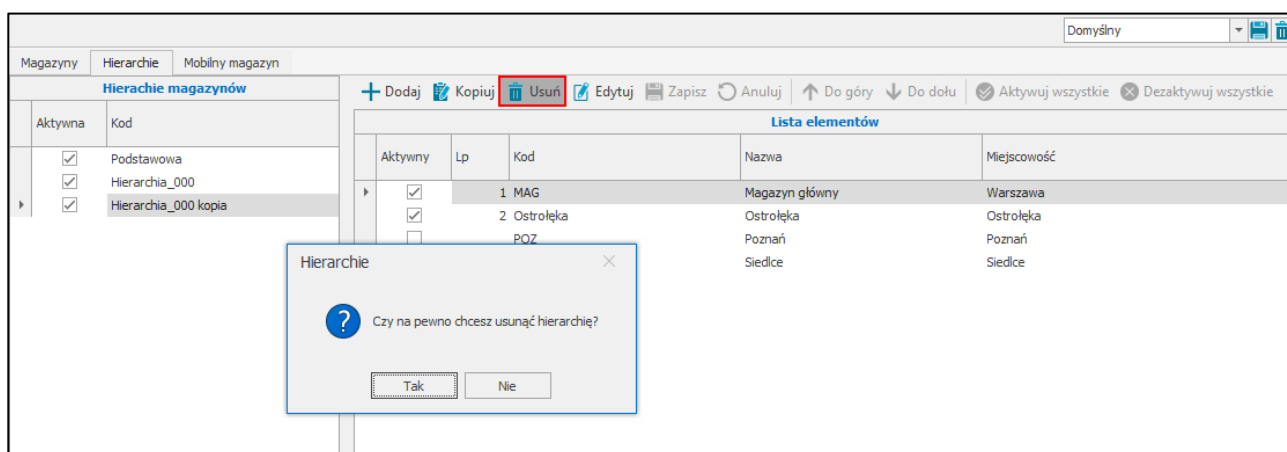 Domyślny
Magazyny Hierarchie Mobilny magazyn
Hierachie magazynów
Dodaj Kopiuj Usuń Edytuj Zapisz Anuluj Do góry Do dołu Aktywuj wszystkie Dezaktywuj wszystkie
Lista elementów
Aktywna Kod
Aktywny Lp Kod Nazwa Miejscowość
Podstawowa
Hierarchia_000
Hierarchia_000 kopia
1 MAG Magazyn główny Warszawa
2 Ostrołęka Ostrołęka Ostrołęka
POZ Poznań Poznań
Siedlce Siedlce
Hierarchie
Czy na pewno chcesz usunąć hierarchię?
Tak Nie